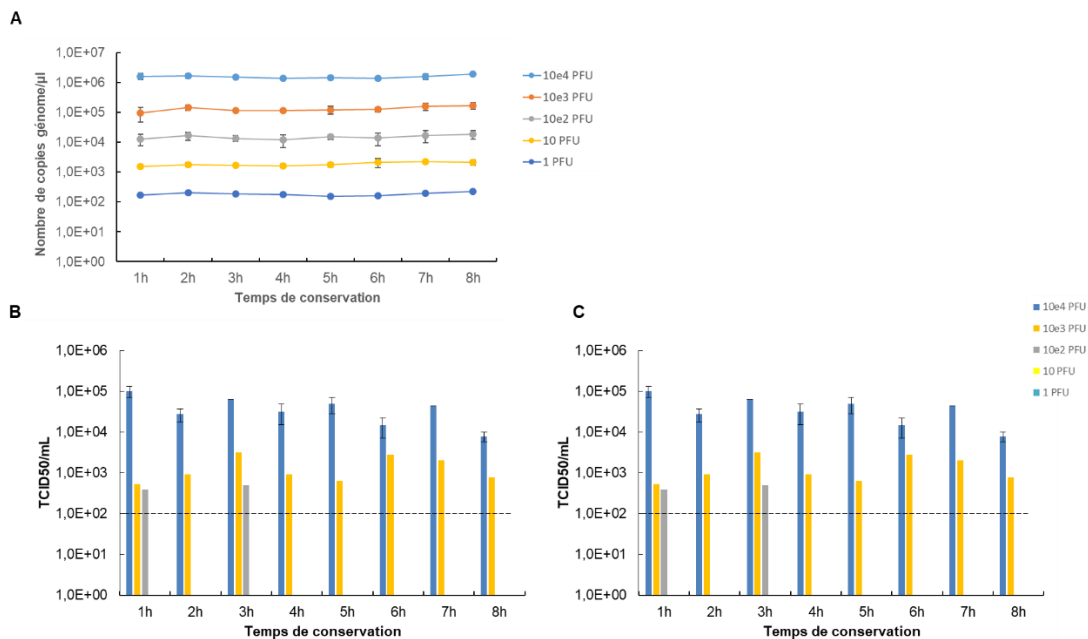 A
Nombre de copies génome/µl
1,0E+07
1,0E+06
1,0E+05
1,0E+04
1,0E+03
1,0E+02
1,0E+01
1,0E+00
1h 2h 3h 4h 5h 6h 7h 8h
Temps de conservation
10e4 PFU
10e3 PFU
10e2 PFU
10 PFU
1 PFU
B
TCID50/mL
1,0E+06
1,0E+05
1,0E+04
1,0E+03
1,0E+02
1,0E+01
1,0E+00
1h 2h 3h 4h 5h 6h 7h 8h
Temps de conservation
C
TCID50/mL
1,0E+06
1,0E+05
1,0E+04
1,0E+03
1,0E+02
1,0E+01
1,0E+00
1h 2h 3h 4h 5h 6h 7h 8h
Temps de conservation
10e4 PFU
10e3 PFU
10e2 PFU
10 PFU
1 PFU